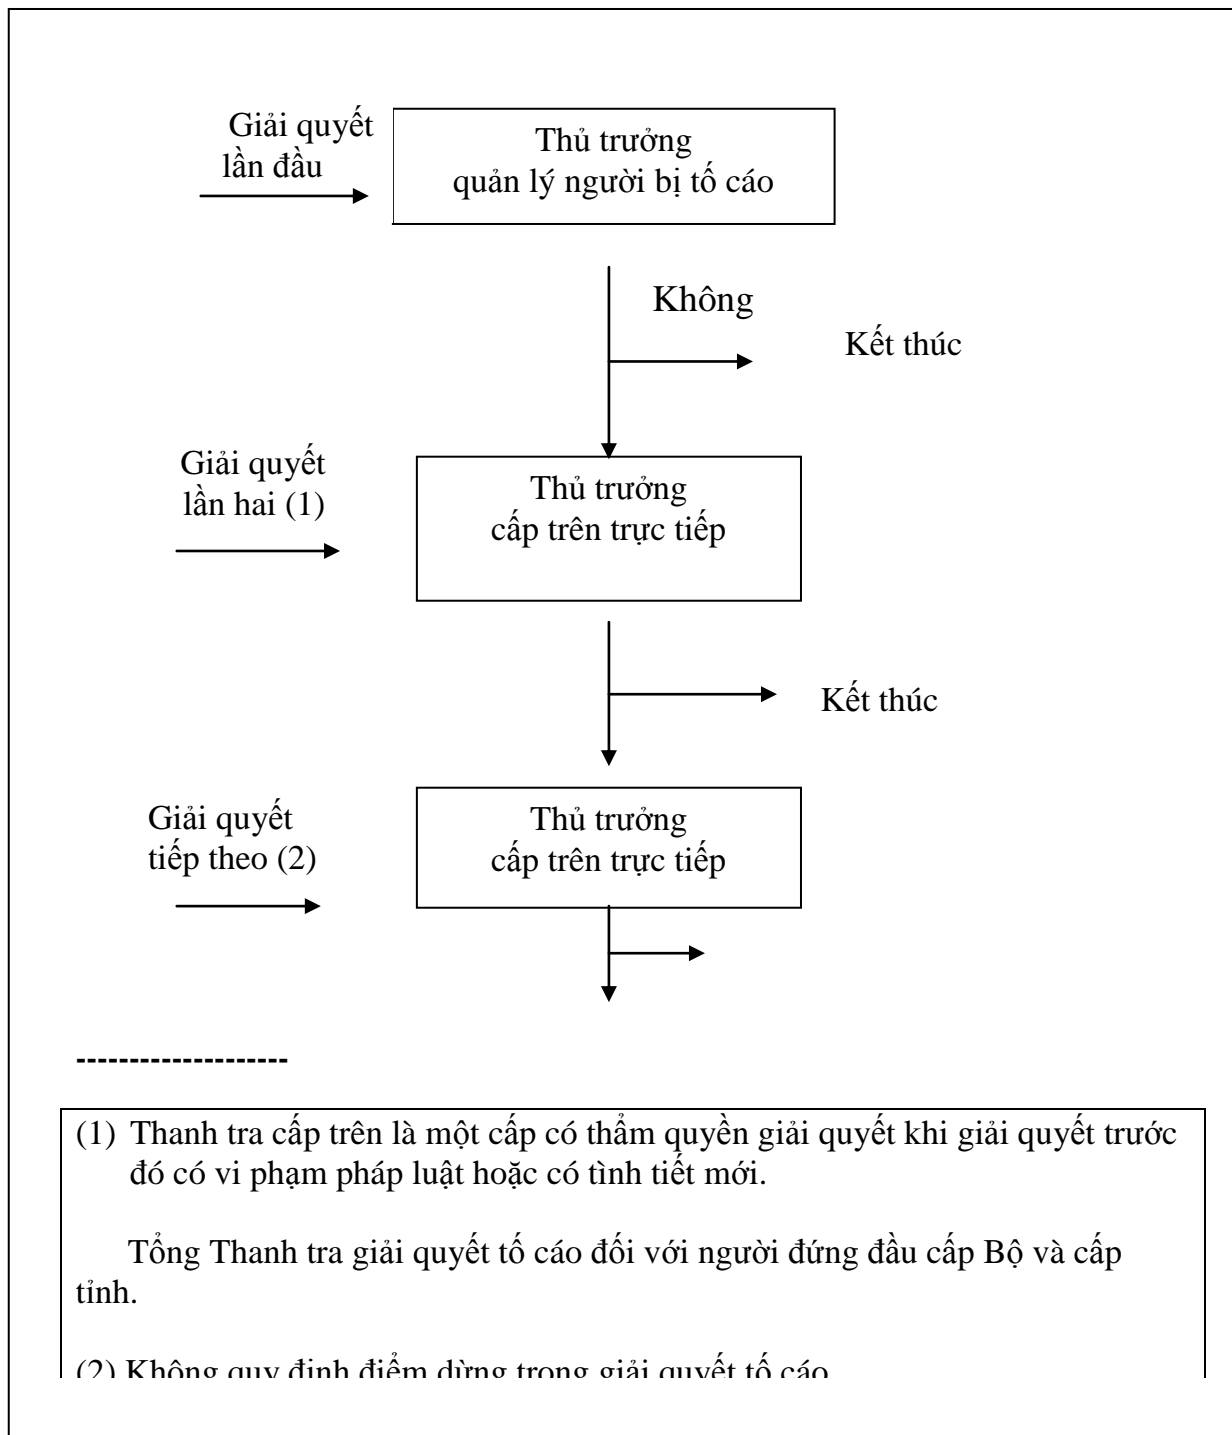 Giải quyết
lần đầu
Thủ trưởng
quản lý người bị tố cáo
Không
Kết thúc
Giải quyết
lần hai (1)
Thủ trưởng
cấp trên trực tiếp
Kết thúc
Giải quyết
tiếp theo (2)
Thủ trưởng
cấp trên trực tiếp
--------------------
(1) Thanh tra cấp trên là một cấp có thẩm quyền giải quyết khi giải quyết trước
đó có vi phạm pháp luật hoặc có tình tiết mới.
Tổng Thanh tra giải quyết tố cáo đối với người đứng đầu cấp Bộ và cấp
tỉnh.
(2) Không quy định điểm dừng trong giải quyết tố cáo